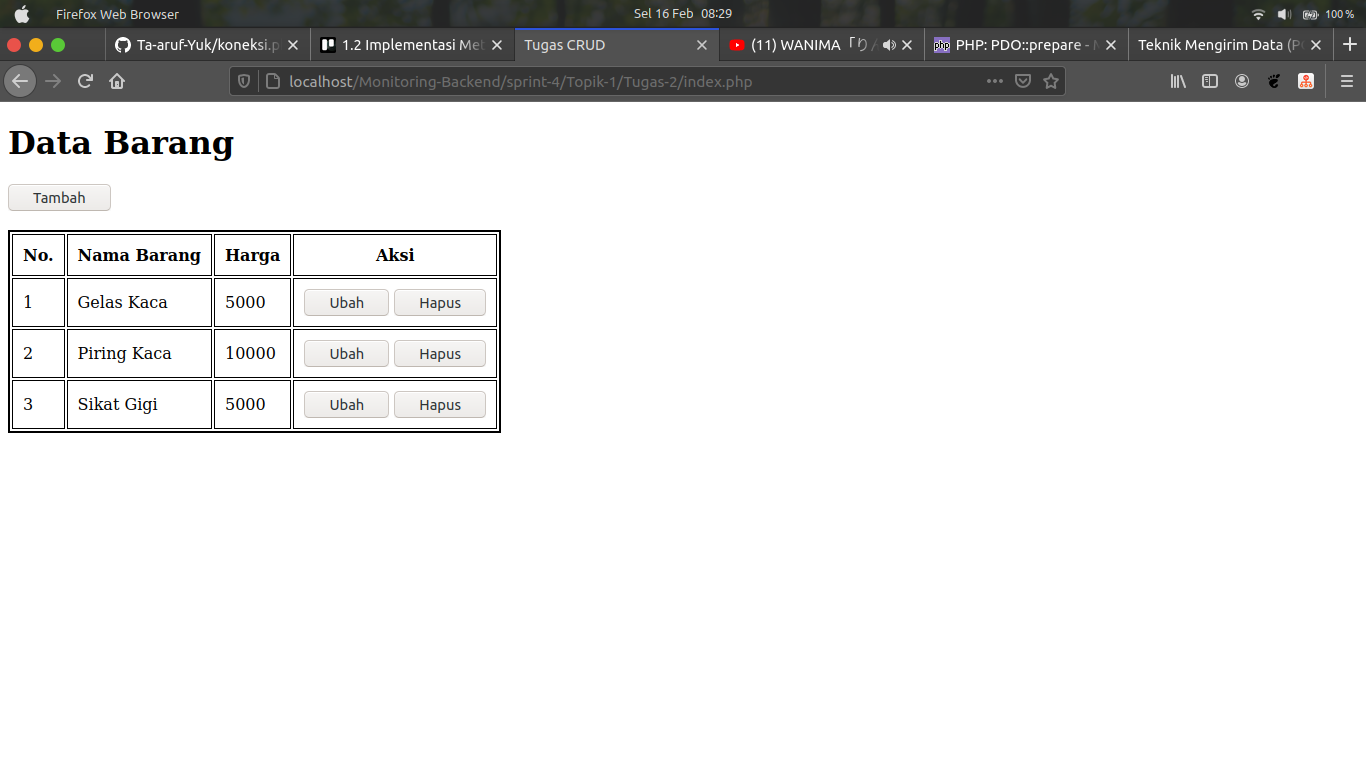 Firefox Web Browser Sel 16 Feb 08:29 100 %
Ta-aruf-Yuk/koneksi.p 1.2 Implementasi Met Tugas CRUD (11) WANIMA「り php PHP: PDO::prepare - Teknik Mengirim Data (P
localhost/Monitoring-Backend/sprint-4/Topik-1/Tugas-2/index.php
Data Barang
Tambah
No. Nama Barang Harga Aksi
1 Gelas Kaca 5000 Ubah Hapus
2 Piring Kaca 10000 Ubah Hapus
3 Sikat Gigi 5000 Ubah Hapus